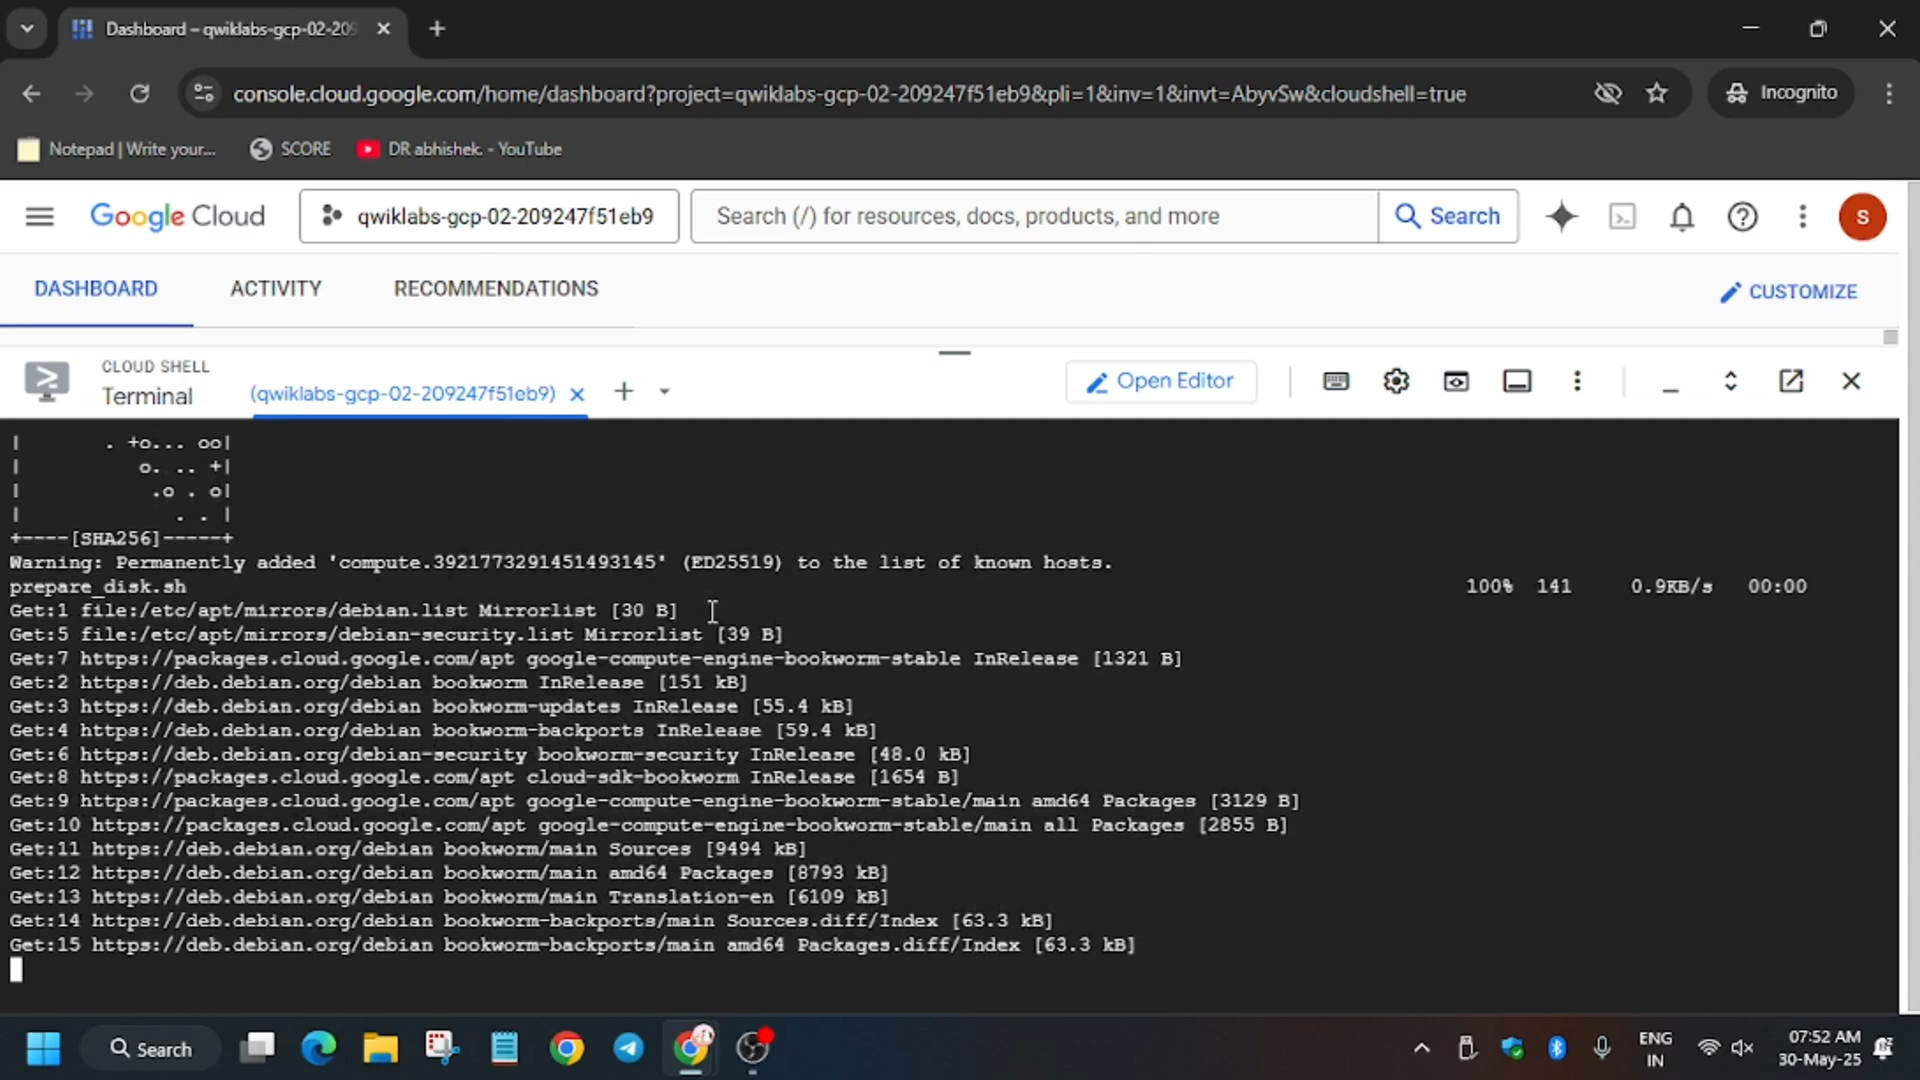 Dashboard – qwiklabs-gcp-02-209
console.cloud.google.com/home/dashboard?project=qwiklabs-gcp-02-209247f51eb9&pli=1&inv=1&invt=AbyvSw&cloudshell=true
Incognito
Notepad | Write your...
SCORE
DR abhishek. - YouTube
Google Cloud
qwiklabs-gcp-02-209247f51eb9
Search (/) for resources, docs, products, and more
Search
S
DASHBOARD
ACTIVITY
RECOMMENDATIONS
CUSTOMIZE
CLOUD SHELL
Terminal
(qwiklabs-gcp-02-209247f51eb9)
Open Editor
|        . +o... oo|
|           o. .. +|
|            .o . o|
|              . . |
+----[SHA256]-----+
Warning: Permanently added 'compute.3921773291451493145' (ED25519) to the list of known hosts.
prepare_disk.sh 100% 141 0.9KB/s 00:00
Get:1 file:/etc/apt/mirrors/debian.list Mirrorlist [30 B]
Get:5 file:/etc/apt/mirrors/debian-security.list Mirrorlist [39 B]
Get:7 https://packages.cloud.google.com/apt google-compute-engine-bookworm-stable InRelease [1321 B]
Get:2 https://deb.debian.org/debian bookworm InRelease [151 kB]
Get:3 https://deb.debian.org/debian bookworm-updates InRelease [55.4 kB]
Get:4 https://deb.debian.org/debian bookworm-backports InRelease [59.4 kB]
Get:6 https://deb.debian.org/debian-security bookworm-security InRelease [48.0 kB]
Get:8 https://packages.cloud.google.com/apt cloud-sdk-bookworm InRelease [1654 B]
Get:9 https://packages.cloud.google.com/apt google-compute-engine-bookworm-stable/main amd64 Packages [3129 B]
Get:10 https://packages.cloud.google.com/apt google-compute-engine-bookworm-stable/main all Packages [2855 B]
Get:11 https://deb.debian.org/debian bookworm/main Sources [9494 kB]
Get:12 https://deb.debian.org/debian bookworm/main amd64 Packages [8793 kB]
Get:13 https://deb.debian.org/debian bookworm/main Translation-en [6109 kB]
Get:14 https://deb.debian.org/debian bookworm-backports/main Sources.diff/Index [63.3 kB]
Get:15 https://deb.debian.org/debian bookworm-backports/main amd64 Packages.diff/Index [63.3 kB]
Search
ENG
IN
07:52 AM
30-May-25